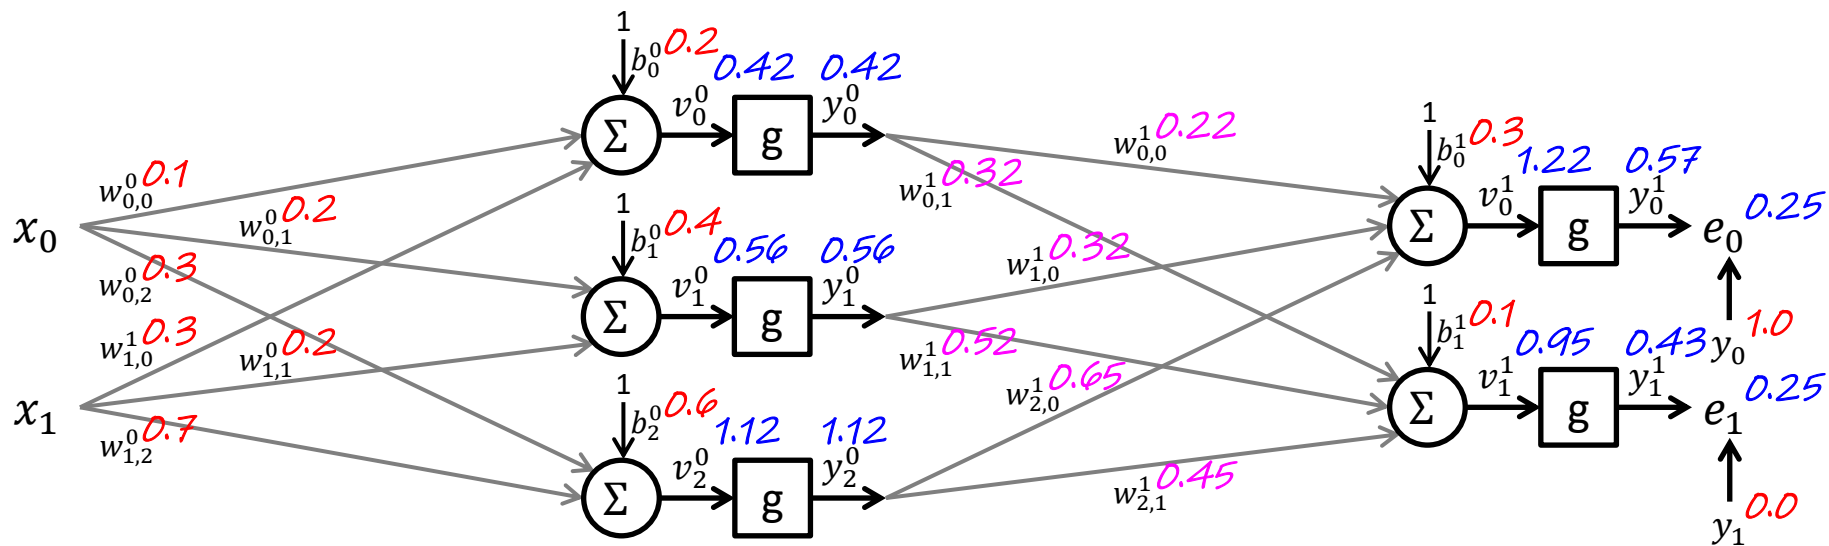 x₀
x₁
w⁰₀,₀ 0.1
w⁰₀,₁ 0.2
w⁰₀,₂ 0.3
w¹₁,₀ 0.3
w⁰₁,₁ 0.2
w⁰₁,₂ 0.7
1
b⁰₀ 0.2
Σ
v⁰₀ 0.42
g
y⁰₀ 0.42
1
b⁰₁ 0.4
Σ
v⁰₁ 0.56
g
y⁰₁ 0.56
1
b⁰₂ 0.6
Σ
v⁰₂ 1.12
g
y⁰₂ 1.12
w¹₀,₀ 0.22
w¹₀,₁ 0.32
w¹₁,₀ 0.32
w¹₁,₁ 0.52
w¹₂,₀ 0.65
w¹₂,₁ 0.45
1
b¹₀ 0.3
Σ
v¹₀ 1.22
g
y¹₀ 0.57
e₀ 0.25
y₀ 1.0
1
b¹₁ 0.1
Σ
v¹₁ 0.95
g
y¹₁ 0.43
e₁ 0.25
y₁ 0.0